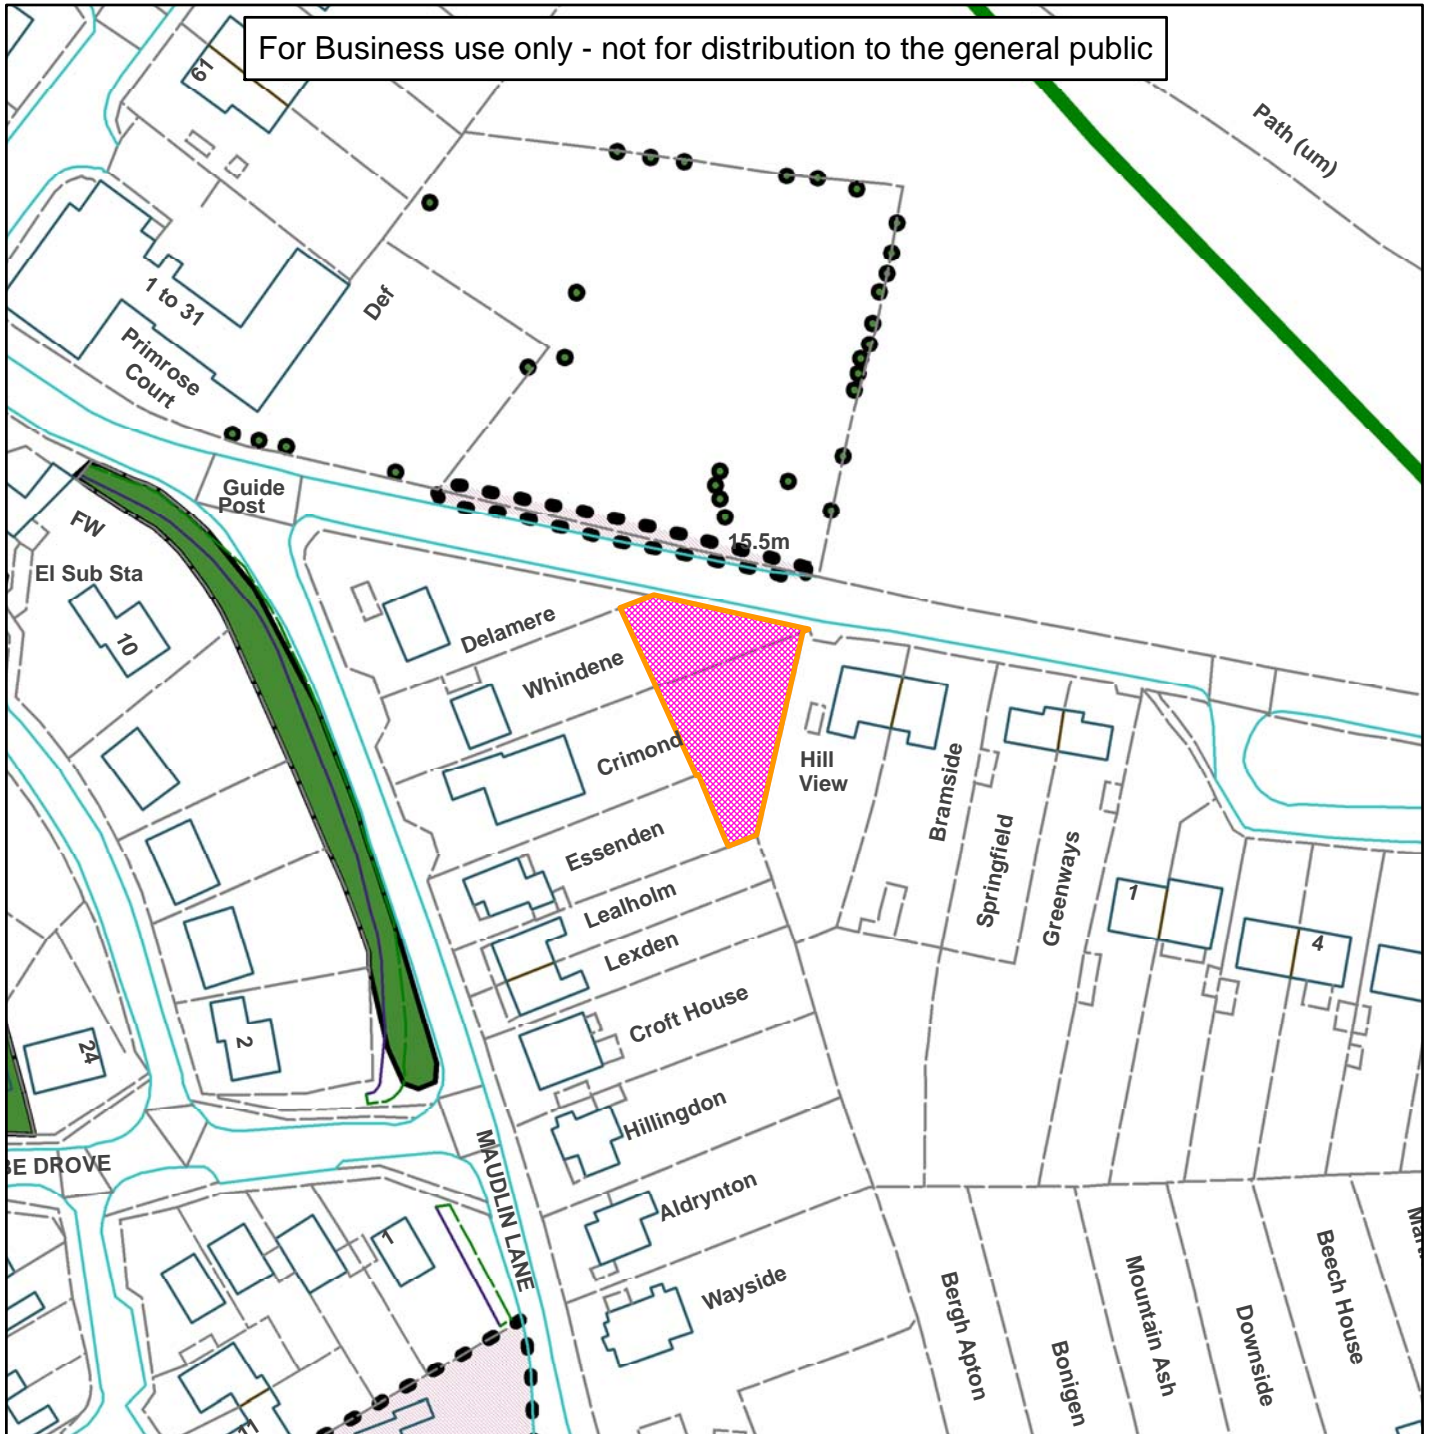 For Business use only - not for distribution to the general public
61
Path (um)
1 to 31
Def
Primrose
Court
Guide
Post
FW
15.5m
El Sub Sta
10
Delamere
Whindene
Crimond
Hill
View
Bramside
Essenden
Springfield
Greenways
Lealholm
1
Lexden
4
Croft House
2
24
Hillingdon
MAUDLIN LANE
BE DROVE
Aldrynton
1
Wayside
Bergh Apton
Bonigen
Mountain Ash
Downside
Beech House
11